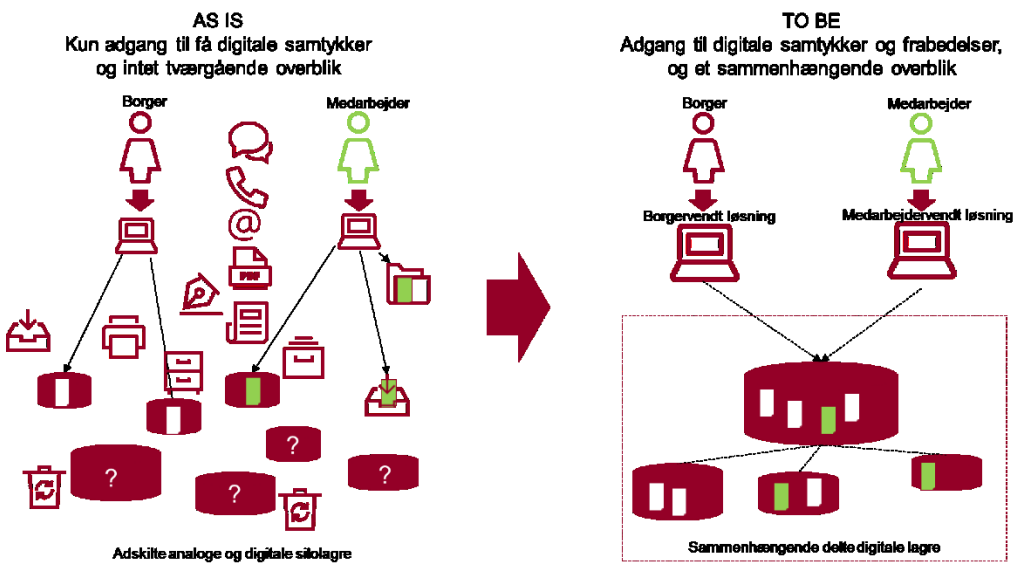 AS IS
Kun adgang til få digitale samtykker
og intet tværgående overblik
Borger
Medarbejder
@
PDF
?
?
?
?
Adskilte analoge og digitale silolagre
TO BE
Adgang til digitale samtykker og frabedelser,
og et sammenhængende overblik
Borger
Medarbejder
Borgervendt løsning
Medarbejdervendt løsning
Sammenhængende delte digitale lagre